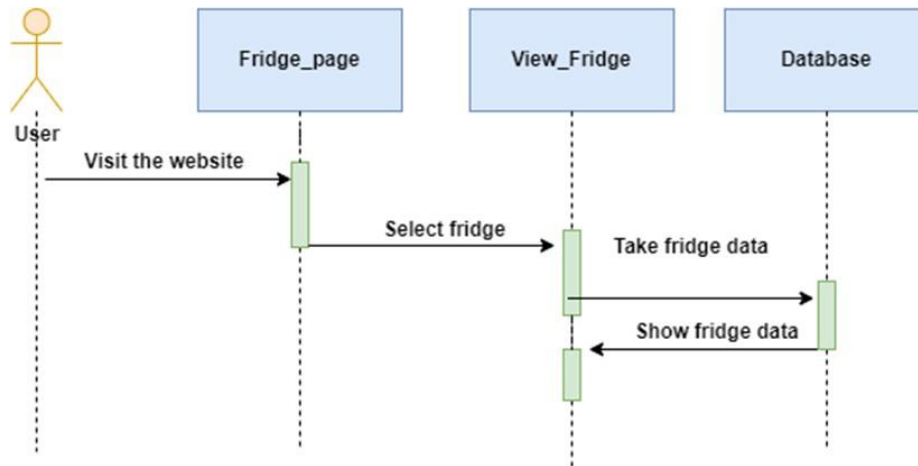 Fridge_page
View_Fridge
Database
User
Visit the website
Select fridge
Take fridge data
Show fridge data